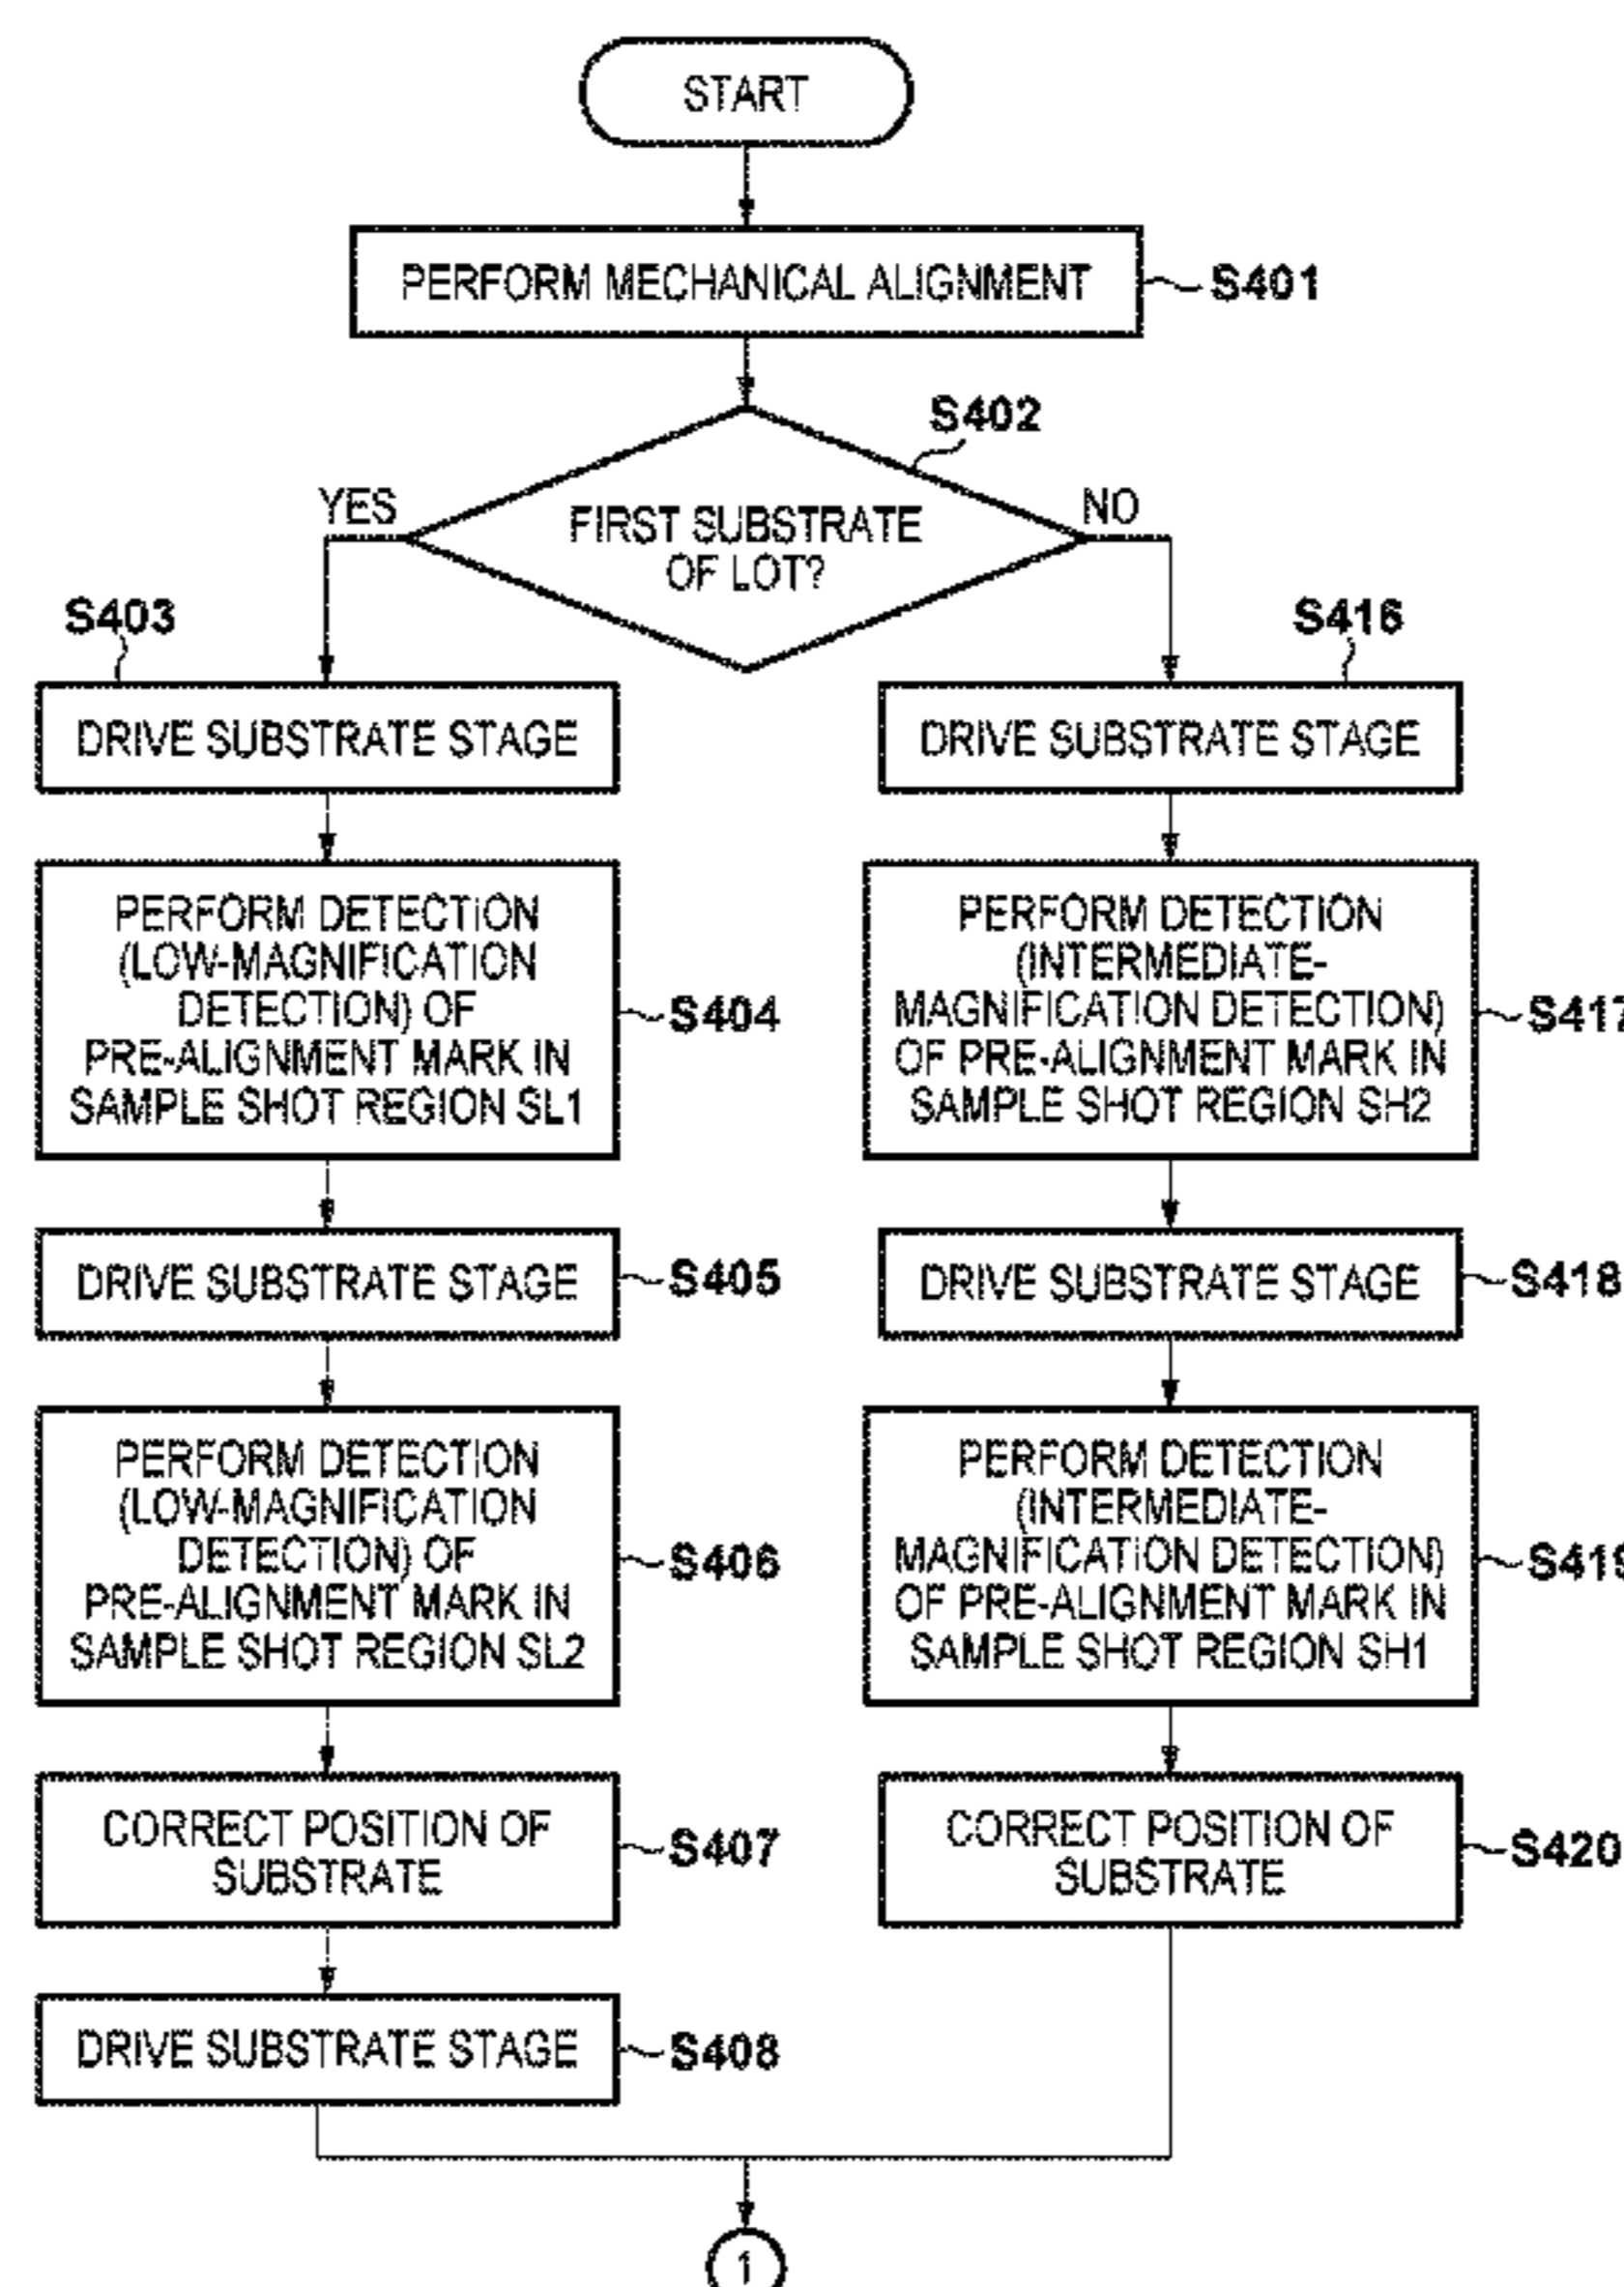 START
PERFORM MECHANICAL ALIGNMENT
S401
S402
YES
NO
FIRST SUBSTRATE
OF LOT?
S403
DRIVE SUBSTRATE STAGE
PERFORM DETECTION
(LOW-MAGNIFICATION
DETECTION) OF
PRE-ALIGNMENT MARK IN
SAMPLE SHOT REGION SL1
S404
DRIVE SUBSTRATE STAGE
S405
PERFORM DETECTION
(LOW-MAGNIFICATION
DETECTION) OF
PRE-ALIGNMENT MARK IN
SAMPLE SHOT REGION SL2
S406
CORRECT POSITION OF
SUBSTRATE
S407
DRIVE SUBSTRATE STAGE
S408
S416
DRIVE SUBSTRATE STAGE
PERFORM DETECTION
(INTERMEDIATE-
MAGNIFICATION DETECTION)
OF PRE-ALIGNMENT MARK IN
SAMPLE SHOT REGION SH2
S417
DRIVE SUBSTRATE STAGE
S418
PERFORM DETECTION
(INTERMEDIATE-
MAGNIFICATION DETECTION)
OF PRE-ALIGNMENT MARK IN
SAMPLE SHOT REGION SH1
S419
CORRECT POSITION OF
SUBSTRATE
S420
1